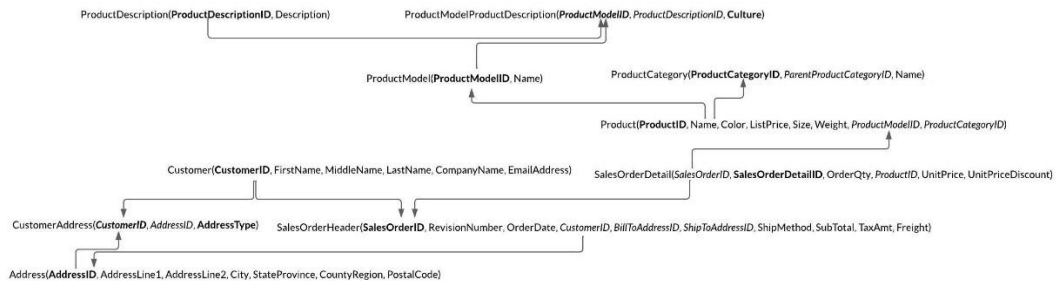 ProductDescription(ProductDescriptionID, Description)
ProductModelProductDescription(ProductModelID, ProductDescriptionID, Culture)
ProductModel(ProductModelID, Name)
ProductCategory(ProductCategoryID, ParentProductCategoryID, Name)
Product(ProductID, Name, Color, ListPrice, Size, Weight, ProductModelID, ProductCategoryID)
Customer(CustomerID, FirstName, MiddleName, LastName, CompanyName, EmailAddress)
SalesOrderDetail(SalesOrderID, SalesOrderDetailID, OrderQty, ProductID, UnitPrice, UnitPriceDiscount)
CustomerAddress(CustomerID, AddressID, AddressType)
SalesOrderHeader(SalesOrderID, RevisionNumber, OrderDate, CustomerID, BillToAddressID, ShipToAddressID, ShipMethod, SubTotal, TaxAmt, Freight)
Address(AddressID, AddressLine1, AddressLine2, City, StateProvince, CountyRegion, PostalCode)